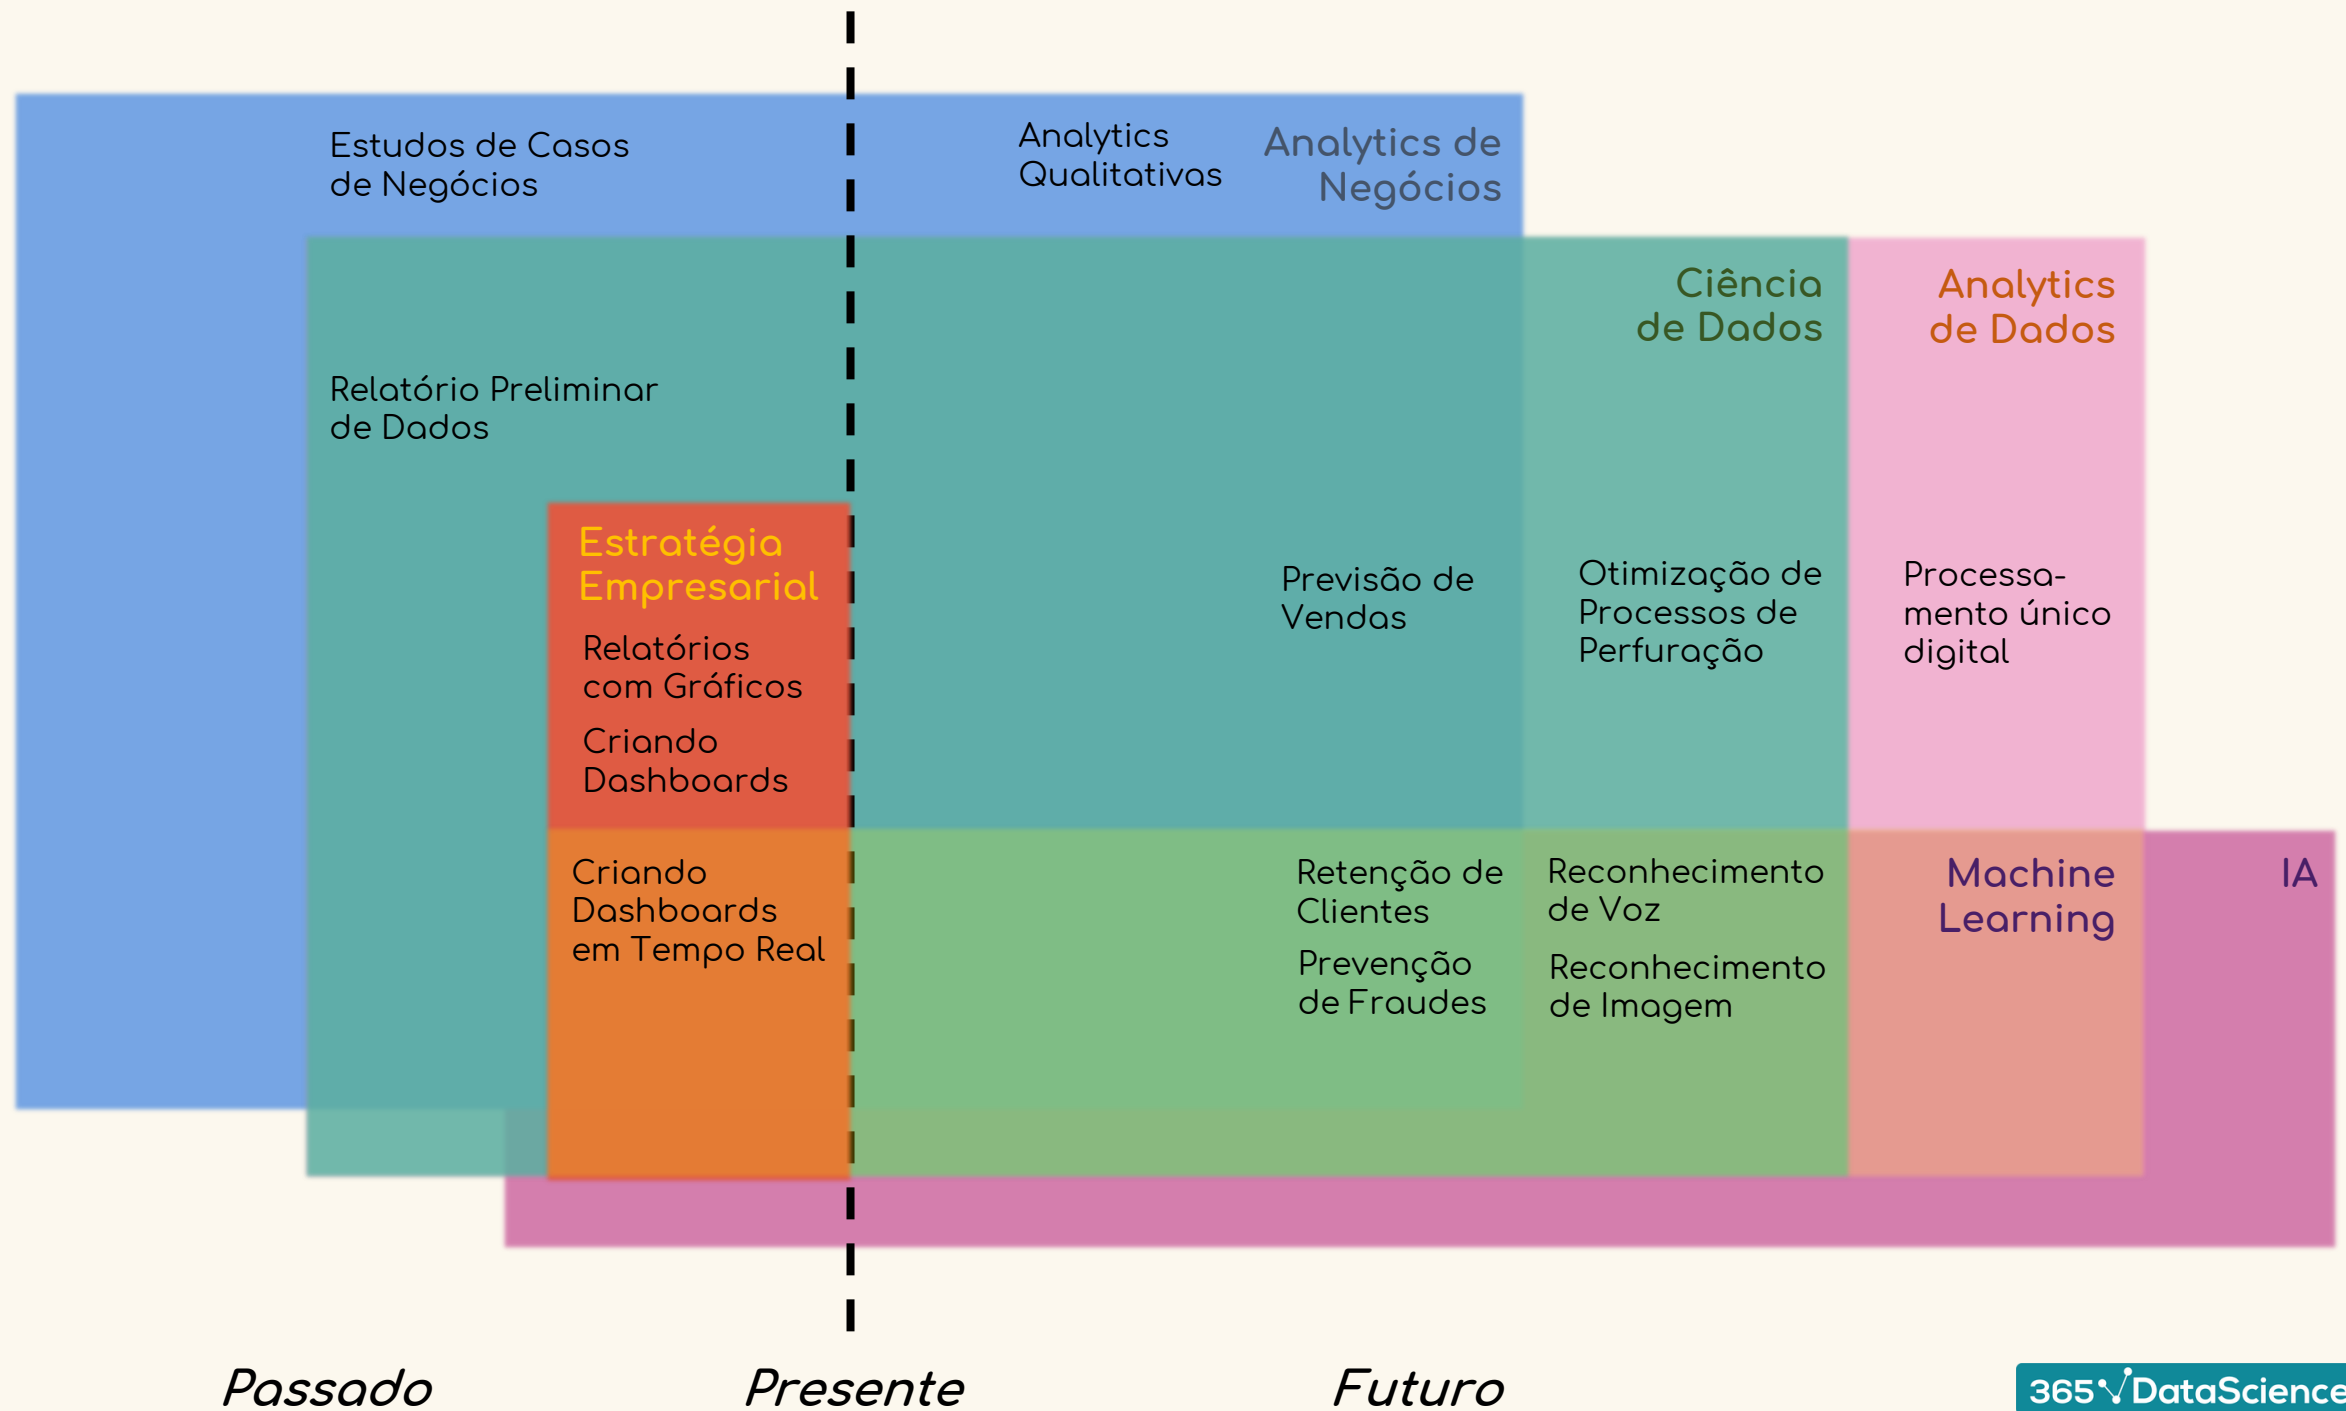 Estudos de Casos
de Negócios
Analytics
Qualitativas
Analytics de
Negócios
Ciência
de Dados
Analytics
de Dados
Relatório Preliminar
de Dados
Estratégia
Empresarial
Relatórios
com Gráficos
Criando
Dashboards
Previsão de
Vendas
Otimização de
Processos de
Perfuração
Processa-
mento único
digital
Criando
Dashboards
em Tempo Real
Retenção de
Clientes
Prevenção
de Fraudes
Reconhecimento
de Voz
Reconhecimento
de Imagem
Machine
Learning
IA
Passado
Presente
Futuro
365 DataScience